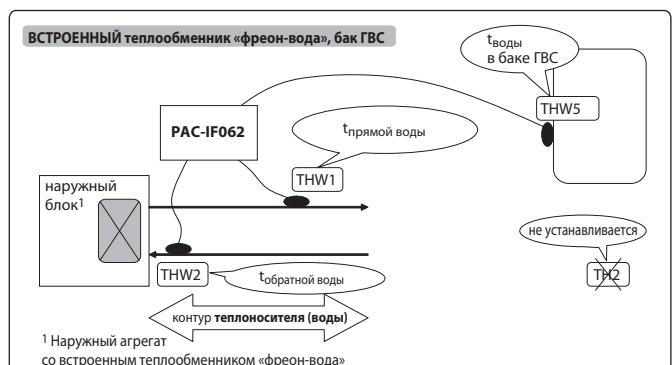 ВСТРОЕННЫЙ теплообменник «фреон-вода», бак ГВС
tводы
в баке ГВС
THW5
PAC-IF062
tпрямой воды
THW1
наружный
блок1
не устанавливается
TH2
THW2
tобратной воды
контур теплоносителя (воды)
1 Наружный агрегат
со встроенным теплообменником «фреон-вода»